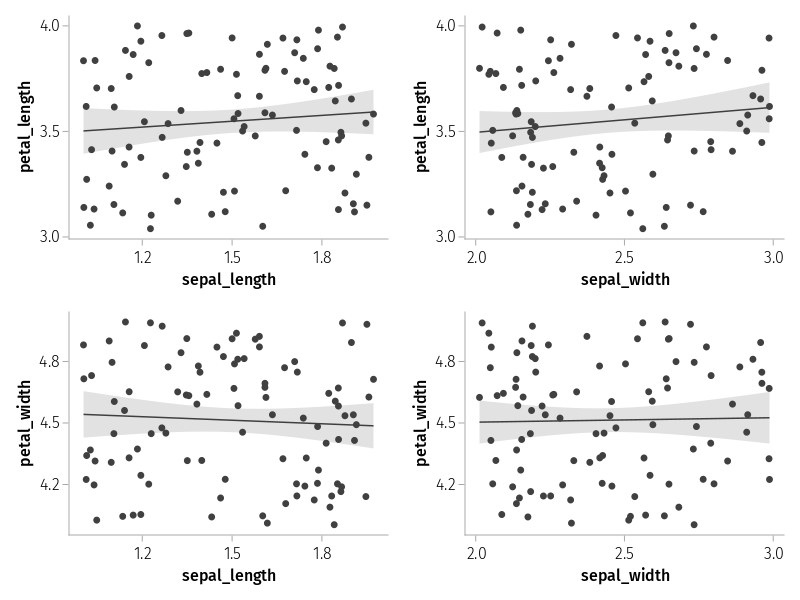 petal_length
4.0
3.5
3.0
1.2 1.5 1.8
sepal_length
petal_length
4.0
3.5
3.0
2.0 2.5 3.0
sepal_width
petal_width
4.8
4.5
4.2
1.2 1.5 1.8
sepal_length
petal_width
4.8
4.5
4.2
2.0 2.5 3.0
sepal_width